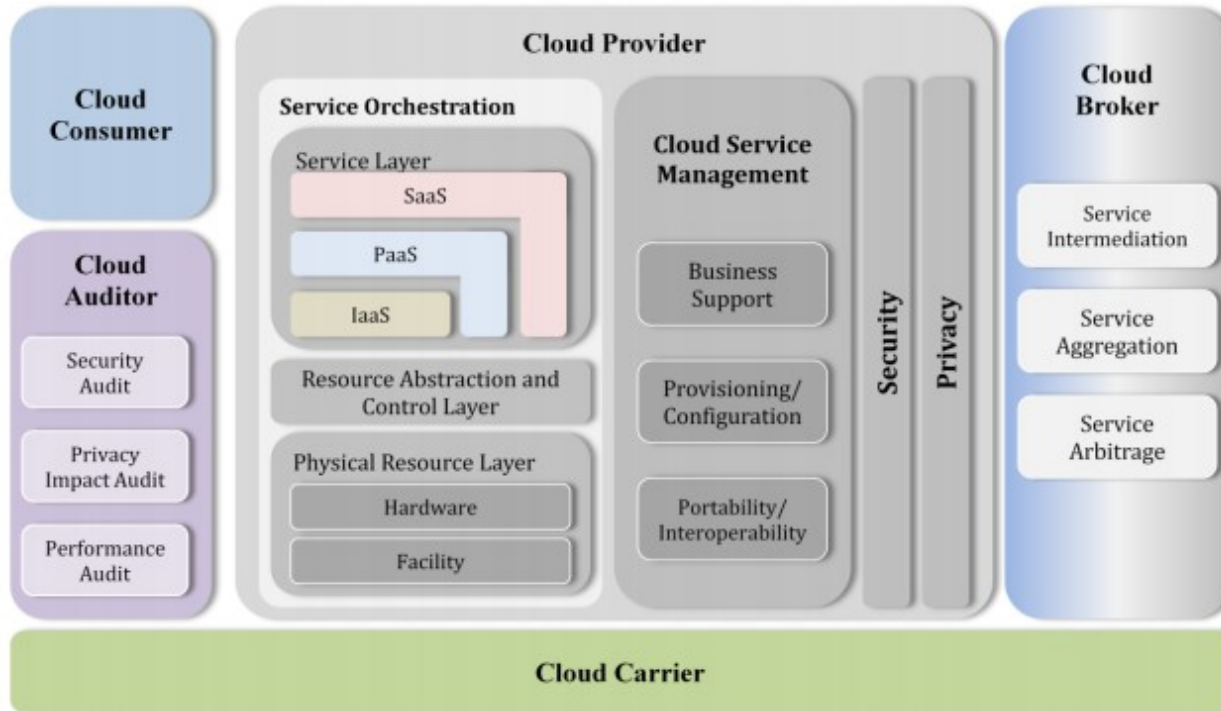 Cloud
Consumer
Cloud
Auditor
Security
Audit
Privacy
Impact Audit
Performance
Audit
Cloud Provider
Service Orchestration
Service Layer
SaaS
PaaS
IaaS
Resource Abstraction and
Control Layer
Physical Resource Layer
Hardware
Facility
Cloud Service
Management
Business
Support
Provisioning/
Configuration
Portability/
Interoperability
Security
Privacy
Cloud
Broker
Service
Intermediation
Service
Aggregation
Service
Arbitrage
Cloud Carrier